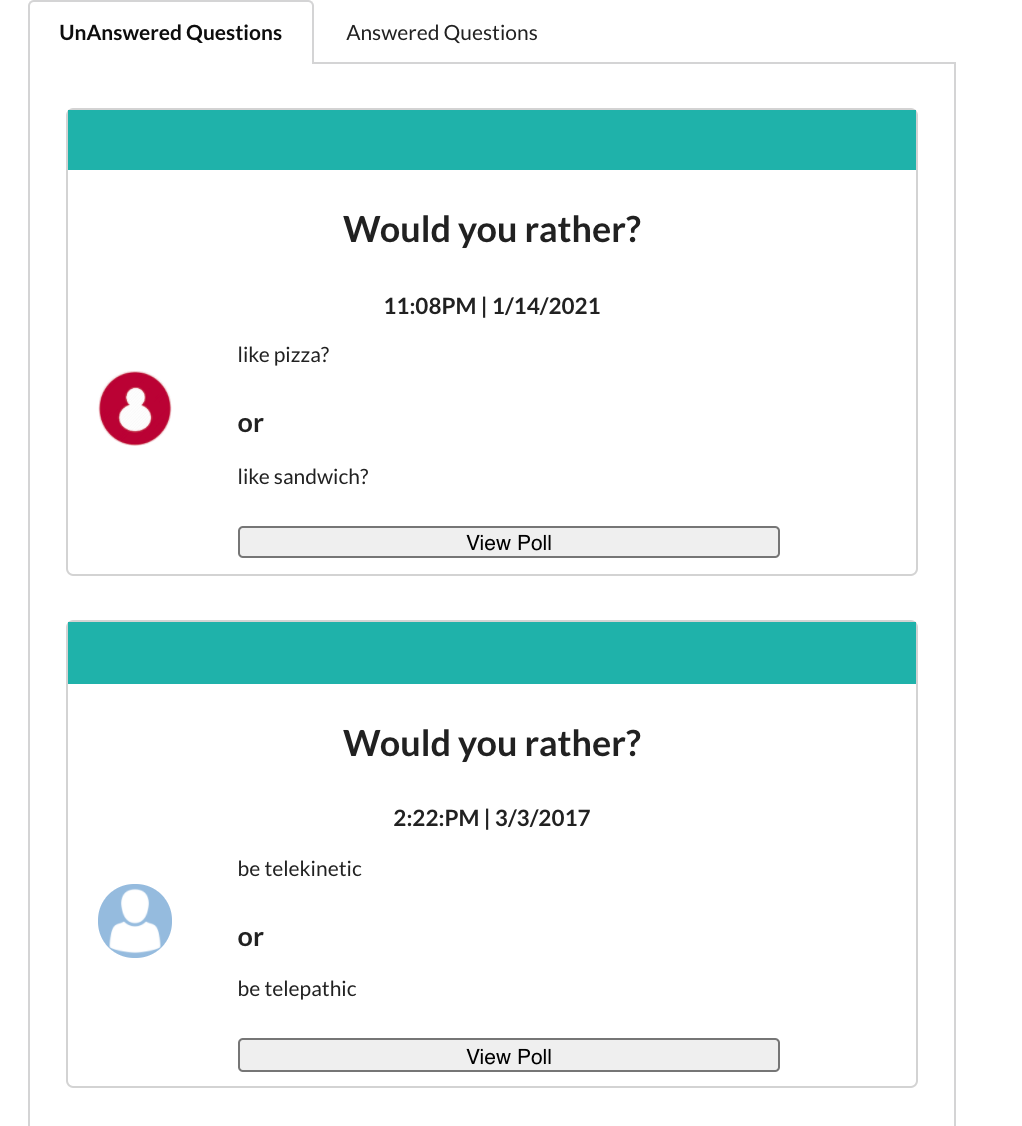 UnAnswered Questions
Answered Questions
Would you rather?
11:08PM | 1/14/2021
like pizza?
or
like sandwich?
View Poll
Would you rather?
2:22:PM | 3/3/2017
be telekinetic
or
be telepathic
View Poll